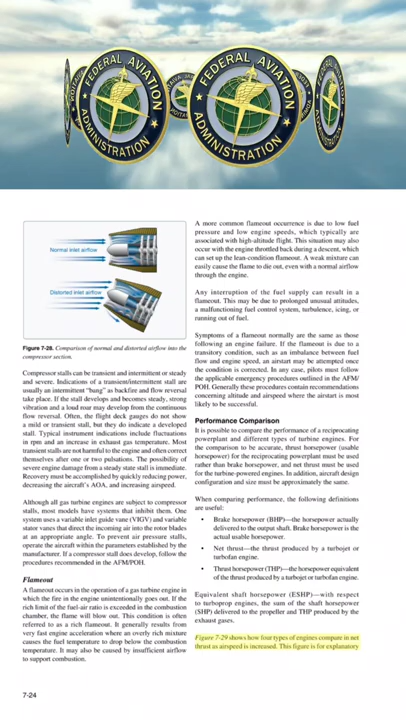 FEDERAL AVIATION
ADMINISTRATION
FEDERAL AVIATION
ADMINISTRATION
Normal inlet airflow
Distorted inlet airflow
Figure 7-28. Comparison of normal and distorted airflow into the
compressor section.
Compressor stalls can be transient and intermittent or steady
and severe. Indications of a transient/intermittent stall are
usually an intermittent “bang” as backfire and flow reversal
take place. If the stall develops and becomes steady, strong
vibration and a loud roar may develop from the continuous
flow reversal. Often, the flight deck gauges do not show
a mild or transient stall, but they do indicate a developed
stall. Typical instrument indications include fluctuations
in rpm and an increase in exhaust gas temperature. Most
transient stalls are not harmful to the engine and often correct
themselves after one or two pulsations. The possibility of
severe engine damage from a steady state stall is immediate.
Recovery must be accomplished by quickly reducing power,
decreasing the aircraft’s AOA, and increasing airspeed.
Although all gas turbine engines are subject to compressor
stalls, most models have systems that inhibit them. One
system uses a variable inlet guide vane (VIGV) and variable
stator vanes that direct the incoming air into the rotor blades
at an appropriate angle. To prevent air pressure stalls,
operate the aircraft within the parameters established by the
manufacturer. If a compressor stall does develop, follow the
procedures recommended in the AFM/POH.
Flameout
A flameout occurs in the operation of a gas turbine engine in
which the fire in the engine unintentionally goes out. If the
rich limit of the fuel-air ratio is exceeded in the combustion
chamber, the flame will blow out. This condition is often
referred to as a rich flameout. It generally results from
very fast engine acceleration where an overly rich mixture
causes the fuel temperature to drop below the combustion
temperature. It may also be caused by insufficient airflow
to support combustion.
A more common flameout occurrence is due to low fuel
pressure and low engine speeds, which typically are
associated with high-altitude flight. This situation may also
occur with the engine throttled back during a descent, which
can set up the lean-condition flameout. A weak mixture can
easily cause the flame to die out, even with a normal airflow
through the engine.
Any interruption of the fuel supply can result in a
flameout. This may be due to prolonged unusual attitudes,
a malfunctioning fuel control system, turbulence, icing, or
running out of fuel.
Symptoms of a flameout normally are the same as those
following an engine failure. If the flameout is due to a
transitory condition, such as an imbalance between fuel
flow and engine speed, an airstart may be attempted once
the condition is corrected. In any case, pilots must follow
the applicable emergency procedures outlined in the AFM/
POH. Generally these procedures contain recommendations
concerning altitude and airspeed where the airstart is most
likely to be successful.
Performance Comparison
It is possible to compare the performance of a reciprocating
powerplant and different types of turbine engines. For
the comparison to be accurate, thrust horsepower (usable
horsepower) for the reciprocating powerplant must be used
rather than brake horsepower, and net thrust must be used
for the turbine-powered engines. In addition, aircraft design
configuration and size must be approximately the same.
When comparing performance, the following definitions
are useful:
• Brake horsepower (BHP)—the horsepower actually
delivered to the output shaft. Brake horsepower is the
actual usable horsepower.
• Net thrust—the thrust produced by a turbojet or
turbofan engine.
• Thrust horsepower (THP)—the horsepower equivalent
of the thrust produced by a turbojet or turbofan engine.
Equivalent shaft horsepower (ESHP)—with respect
to turboprop engines, the sum of the shaft horsepower
(SHP) delivered to the propeller and THP produced by the
exhaust gases.
Figure 7-29 shows how four types of engines compare in net
thrust as airspeed is increased. This figure is for explanatory
7-24